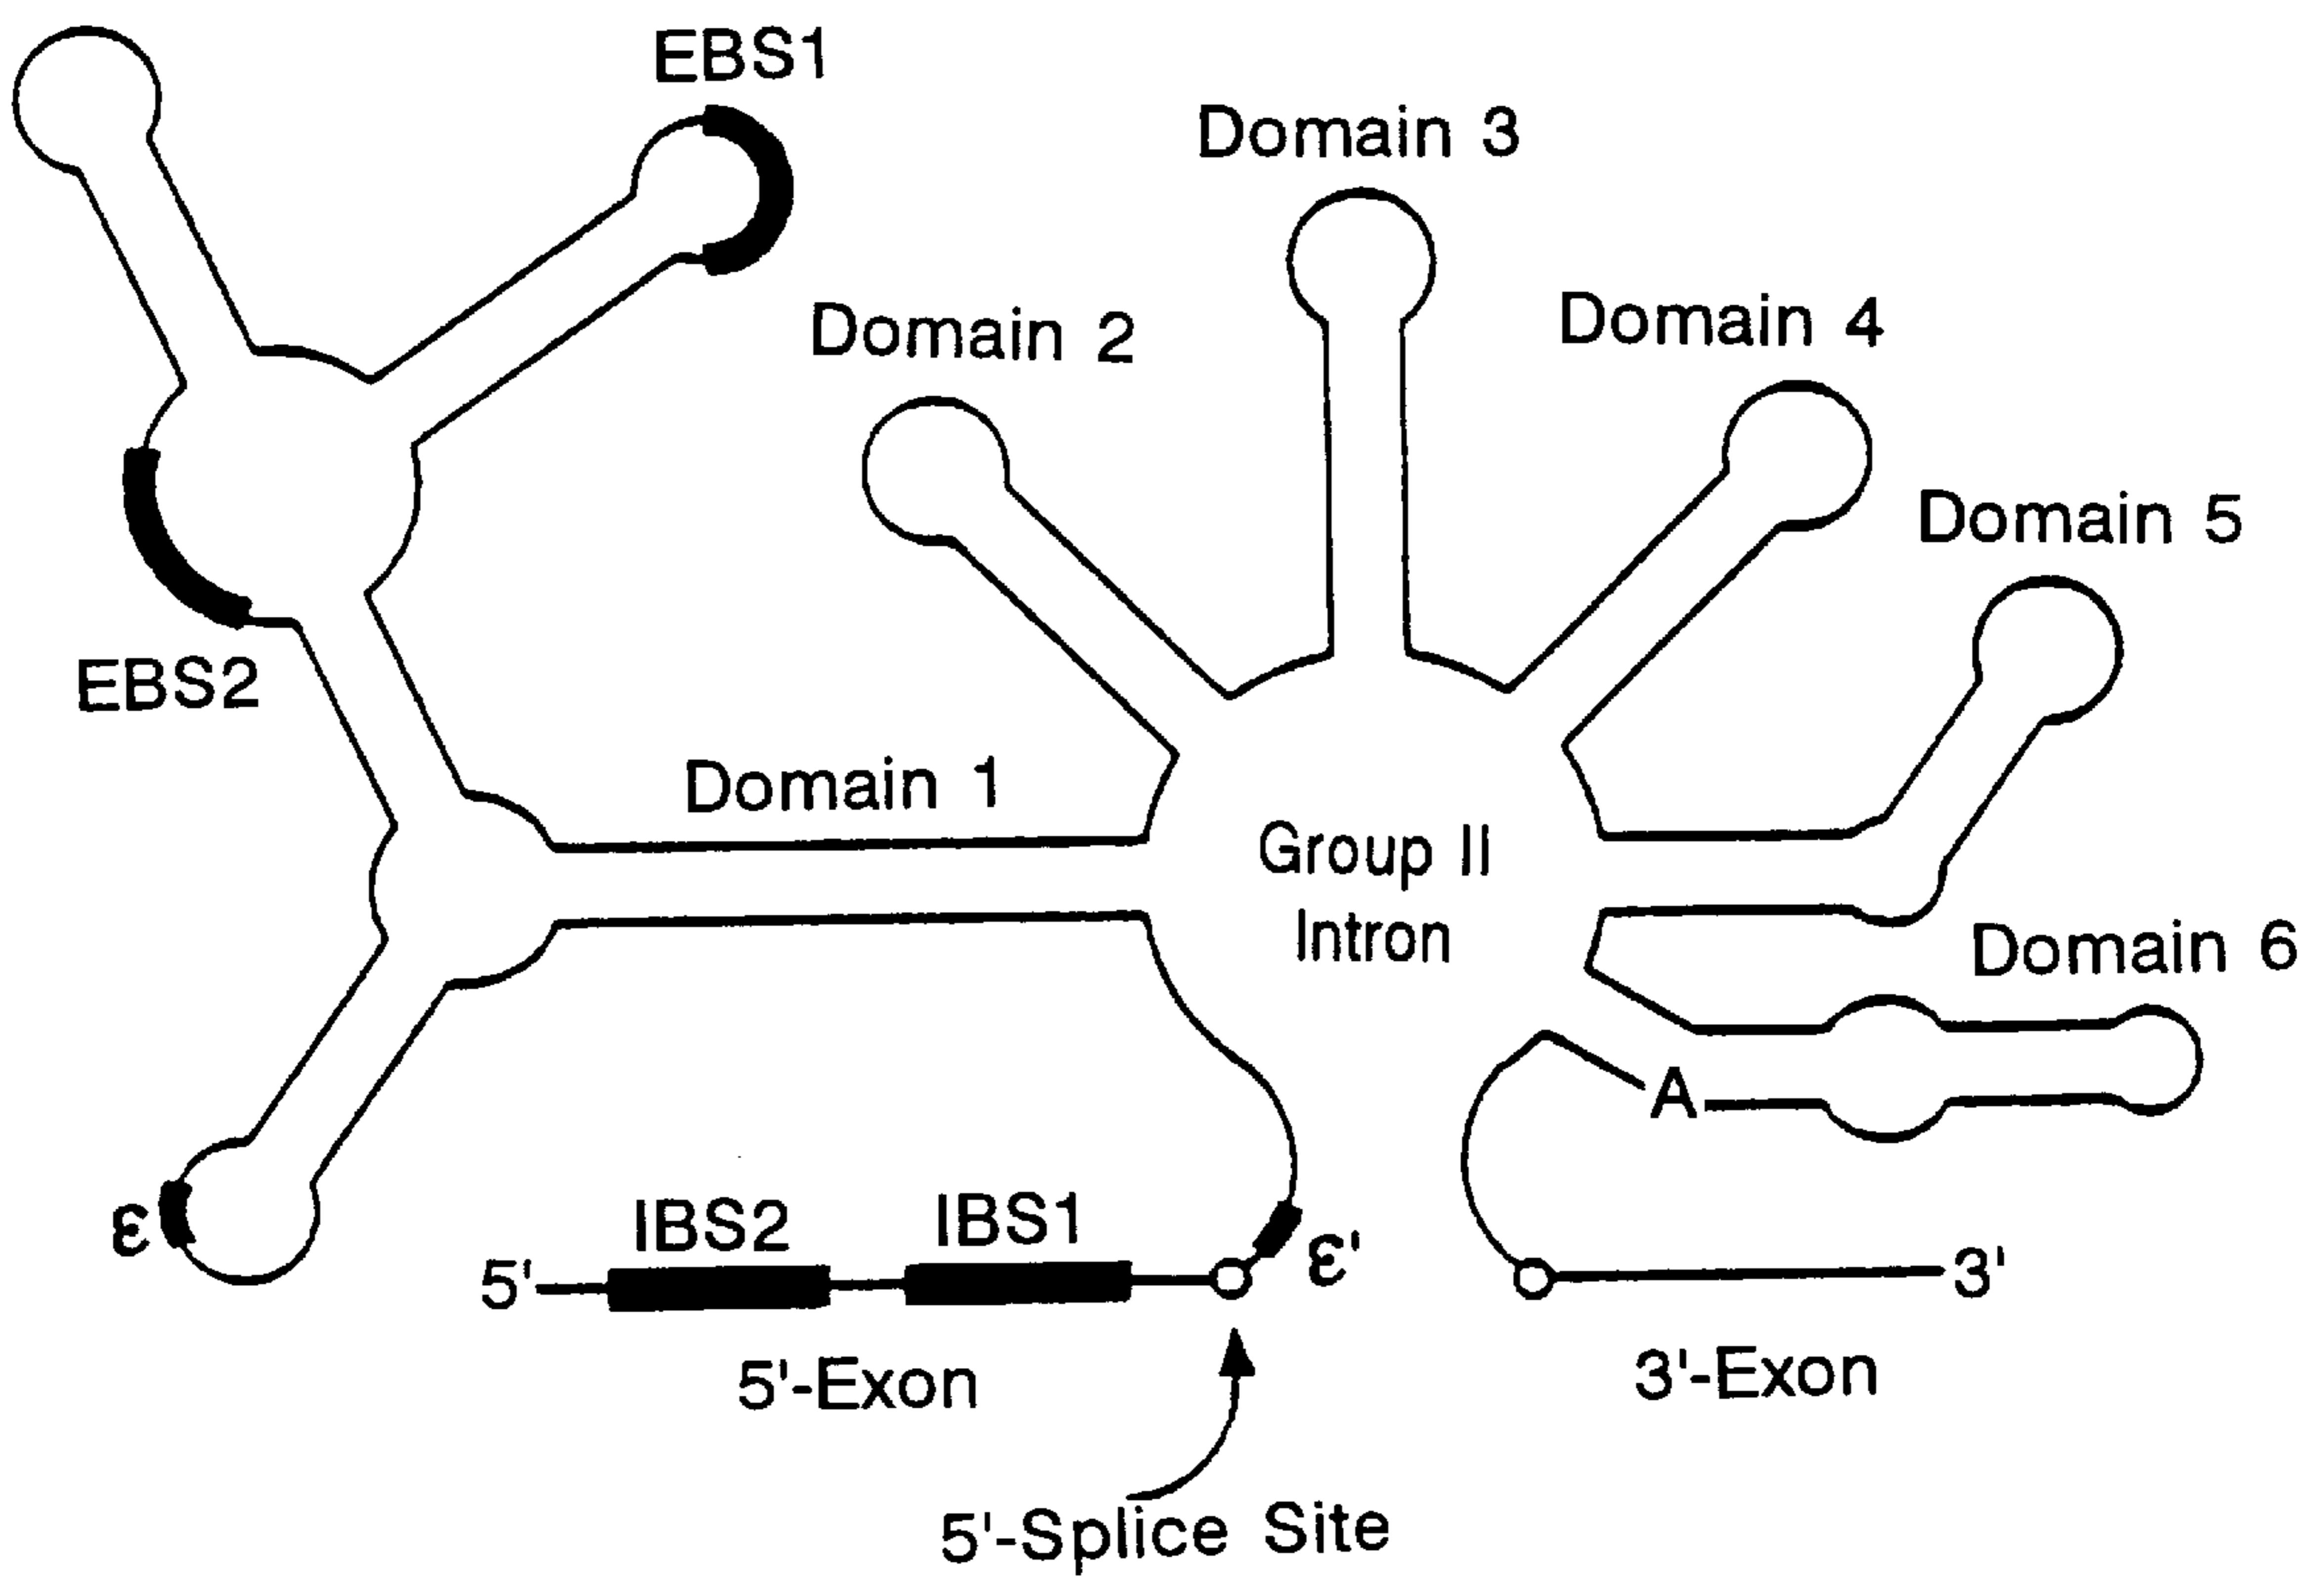 EBS1
Domain 3
Domain 2
Domain 4
Domain 5
EBS2
Domain 1
Group II
Intron
Domain 6
A
ε
IBS2
IBS1
ε'
5'
3'
5'-Exon
3'-Exon
5'-Splice Site